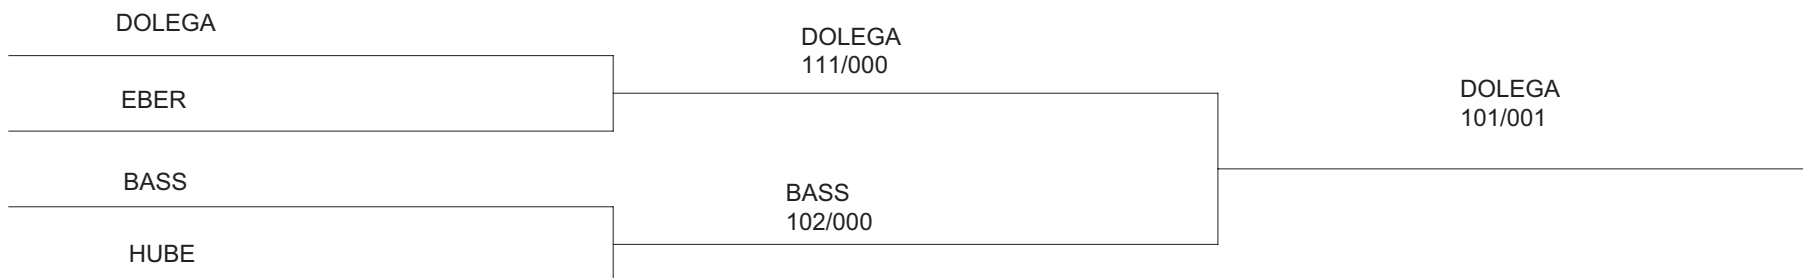 DOLEGA
EBER
BASS
HUBE
DOLEGA
111/000
BASS
102/000
DOLEGA
101/001